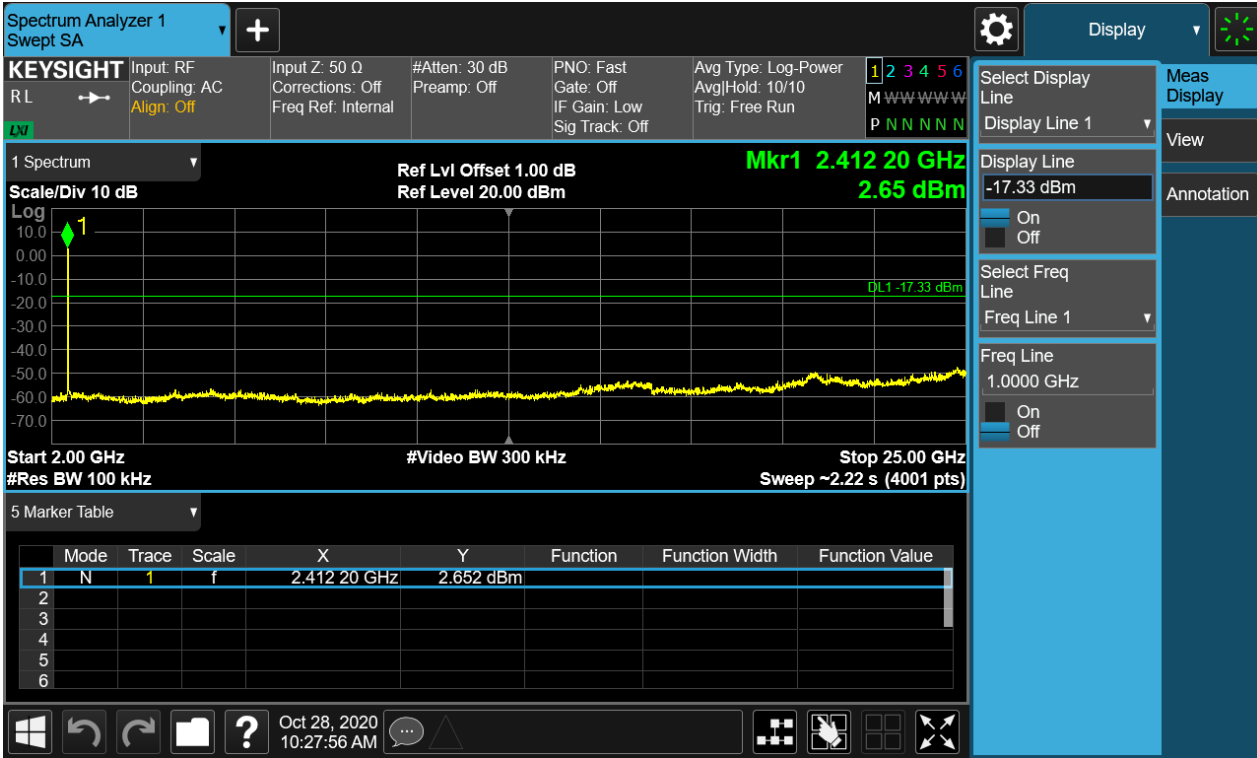 Spectrum Analyzer 1
Swept SA
+
Display
KEYSIGHT
R L
LXI
Input: RF
Coupling: AC
Align: Off
Input Z: 50 Ω
Corrections: Off
Freq Ref: Internal
#Atten: 30 dB
Preamp: Off
PNO: Fast
Gate: Off
IF Gain: Low
Sig Track: Off
Avg Type: Log-Power
Avg|Hold: 10/10
Trig: Free Run
1 2 3 4 5 6
M W W W W W W
P N N N N N
1 Spectrum
Scale/Div 10 dB
Ref Lvl Offset 1.00 dB
Ref Level 20.00 dBm
Mkr1 2.412 20 GHz
2.65 dBm
Log
10.0
0.00
-10.0
-20.0
-30.0
-40.0
-50.0
-60.0
-70.0
1
DL1 -17.33 dBm
Start 2.00 GHz
#Res BW 100 kHz
#Video BW 300 kHz
Stop 25.00 GHz
Sweep ~2.22 s (4001 pts)
5 Marker Table
Mode Trace Scale X Y Function Function Width Function Value
1 N 1 f 2.412 20 GHz 2.652 dBm
2
3
4
5
6
?
Oct 28, 2020
10:27:56 AM
Select Display
Line
Display Line 1
Display Line
-17.33 dBm
On
Off
Select Freq
Line
Freq Line 1
Freq Line
1.0000 GHz
On
Off
Meas
Display
View
Annotation